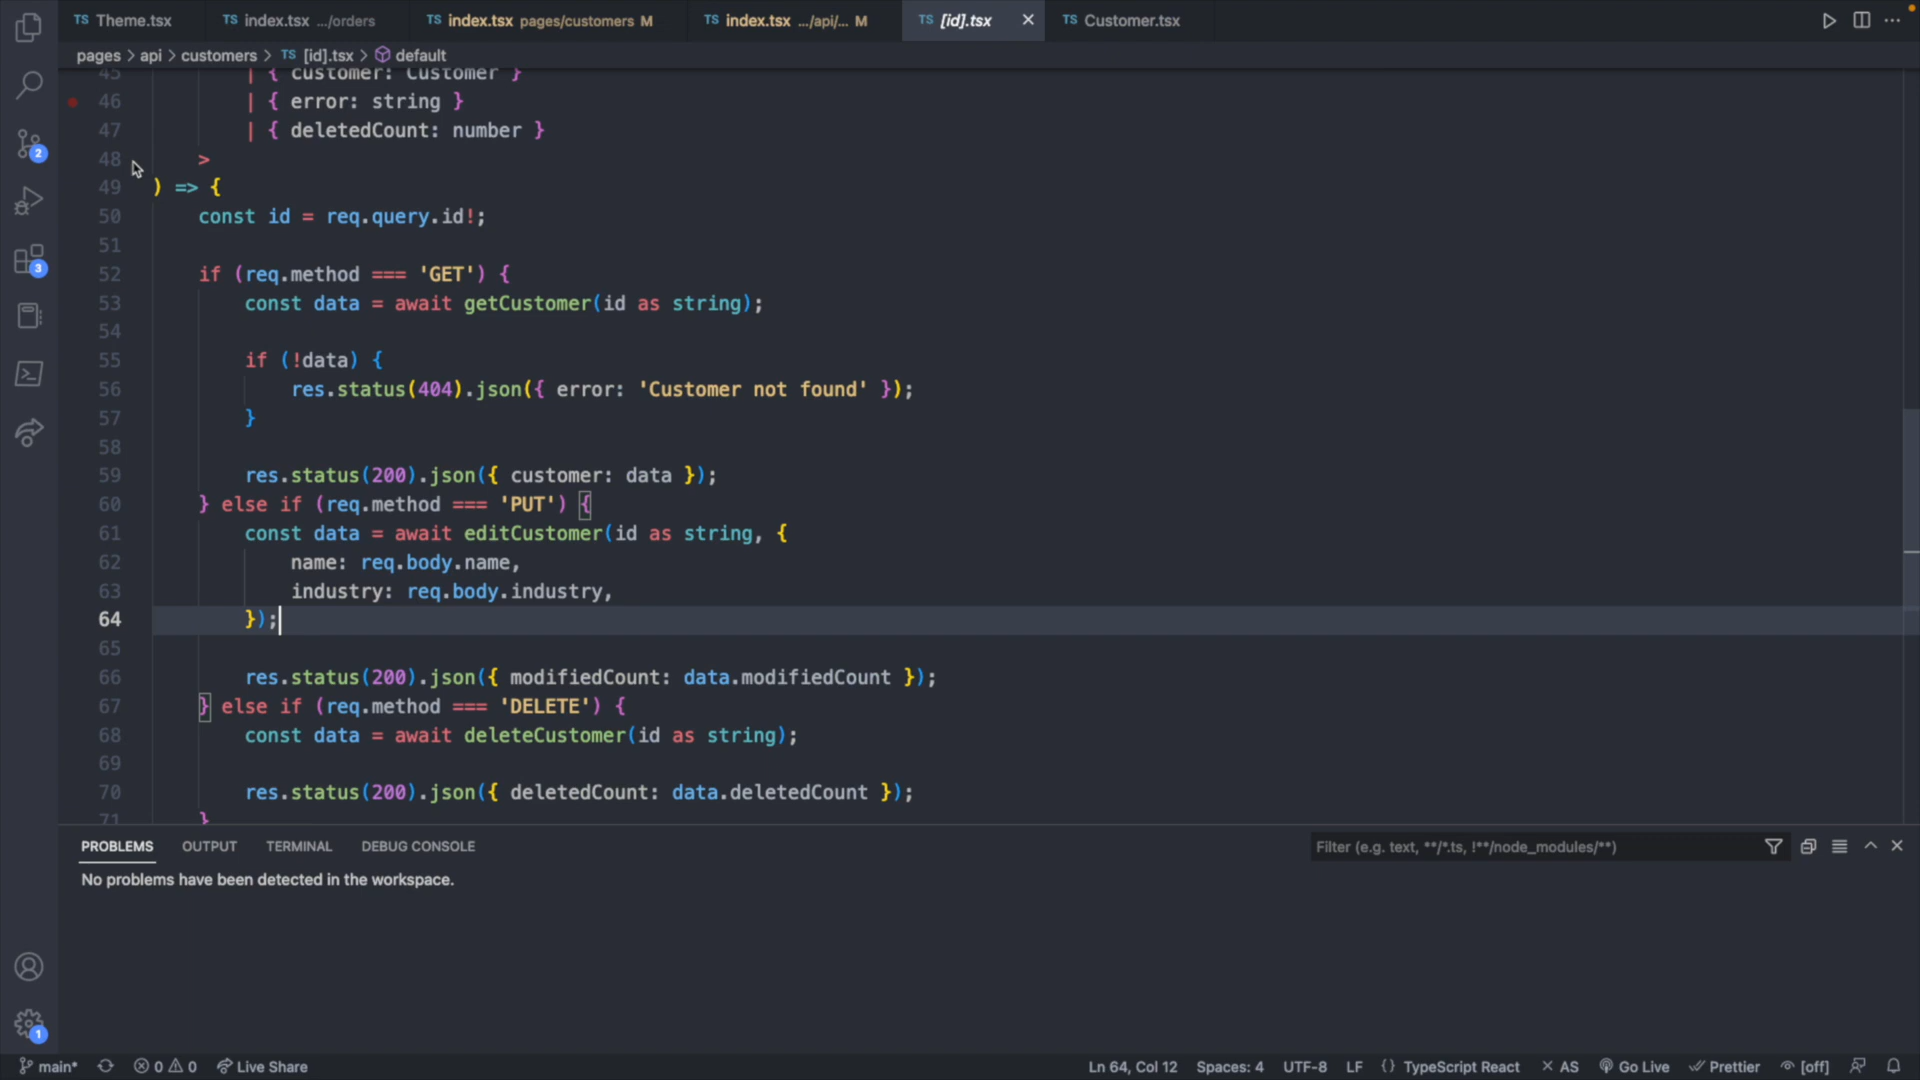 TS Theme.tsx TS index.tsx .../orders TS index.tsx pages/customers M TS index.tsx .../api/... M TS [id].tsx × TS Customer.tsx
pages > api > customers > TS [id].tsx > default
45 | { customer: Customer }
46 | { error: string }
47 | { deletedCount: number }
48 >
49 ) => {
50 const id = req.query.id!;
51
52 if (req.method === 'GET') {
53 const data = await getCustomer(id as string);
54
55 if (!data) {
56 res.status(404).json({ error: 'Customer not found' });
57 }
58
59 res.status(200).json({ customer: data });
60 } else if (req.method === 'PUT') {
61 const data = await editCustomer(id as string, {
62 name: req.body.name,
63 industry: req.body.industry,
64 });
65
66 res.status(200).json({ modifiedCount: data.modifiedCount });
67 } else if (req.method === 'DELETE') {
68 const data = await deleteCustomer(id as string);
69
70 res.status(200).json({ deletedCount: data.deletedCount });
71 }
2
3
PROBLEMS OUTPUT TERMINAL DEBUG CONSOLE Filter (e.g. text, **/*.ts, !**/node_modules/**)
No problems have been detected in the workspace.
1
main* 0 0 Live Share Ln 64, Col 12 Spaces: 4 UTF-8 LF {} TypeScript React × AS Go Live Prettier [off]